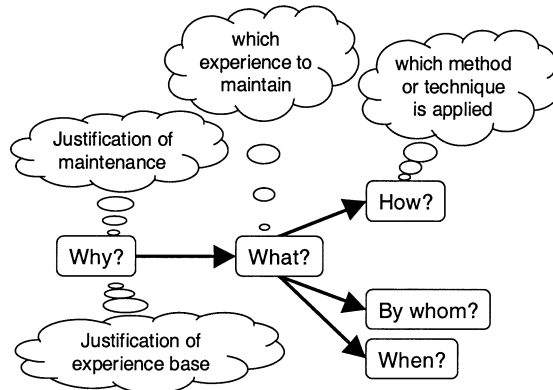 which
experience to
maintain
which method
or technique
is applied
Justification of
maintenance
How?
Why?
What?
By whom?
When?
Justification of
experience base